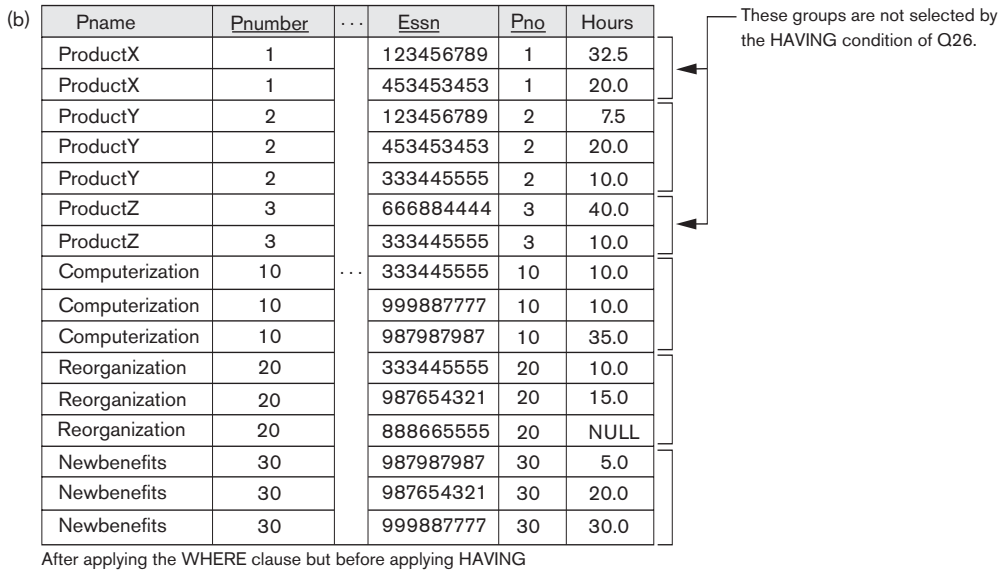 (b)
Pname Pnumber ... Essn Pno Hours
ProductX 1 123456789 1 32.5
ProductX 1 453453453 1 20.0
ProductY 2 123456789 2 7.5
ProductY 2 453453453 2 20.0
ProductY 2 333445555 2 10.0
ProductZ 3 666884444 3 40.0
ProductZ 3 333445555 3 10.0
Computerization 10 ... 333445555 10 10.0
Computerization 10 999887777 10 10.0
Computerization 10 987987987 10 35.0
Reorganization 20 333445555 20 10.0
Reorganization 20 987654321 20 15.0
Reorganization 20 888665555 20 NULL
Newbenefits 30 987987987 30 5.0
Newbenefits 30 987654321 30 20.0
Newbenefits 30 999887777 30 30.0
After applying the WHERE clause but before applying HAVING
These groups are not selected by
the HAVING condition of Q26.